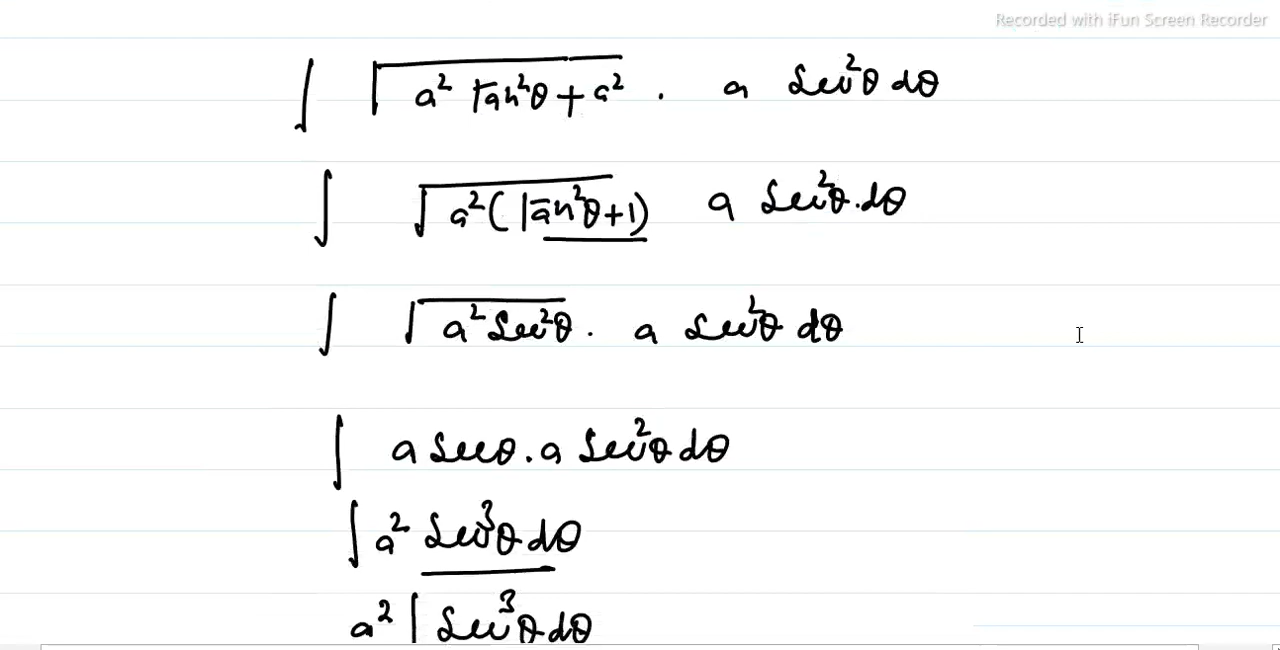 Recorded with iFun Screen Recorder
∫ √(a² tan²θ + a²) . a sec²θ dθ
∫ √(a²(tan²θ+1)) a sec²θ.dθ
∫ √(a² sec²θ) . a sec²θ dθ
∫ a secθ . a sec²θ dθ
∫ a² sec³θ dθ
a² ∫ sec³θ dθ